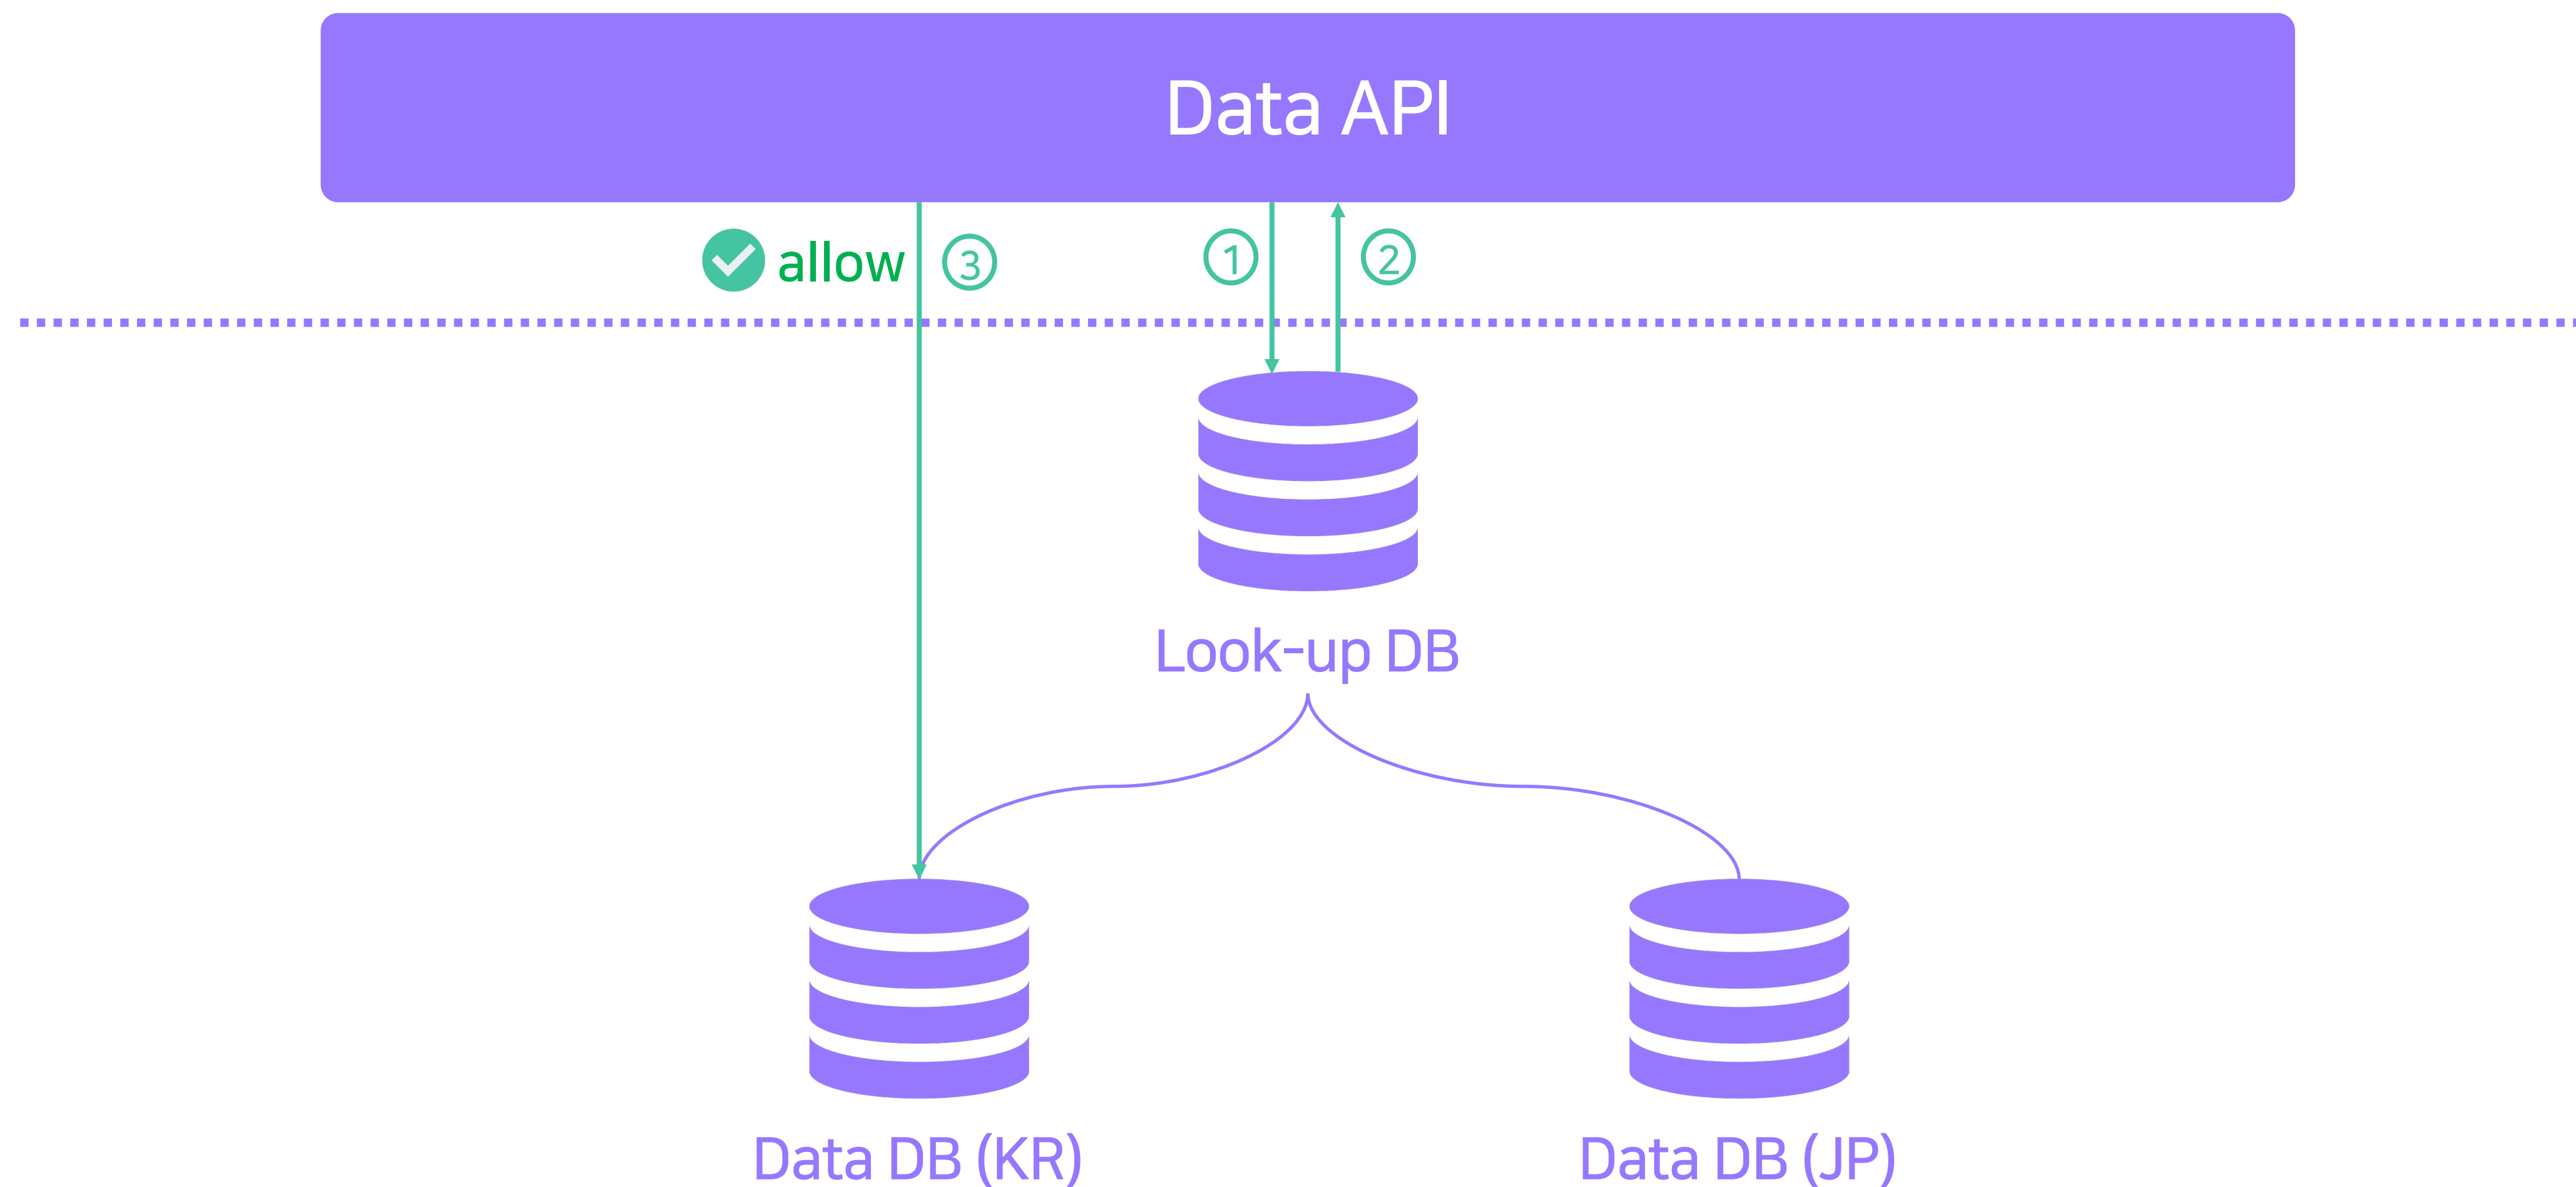 Data API
allow
3
1
2
Look-up DB
Data DB (KR)
Data DB (JP)